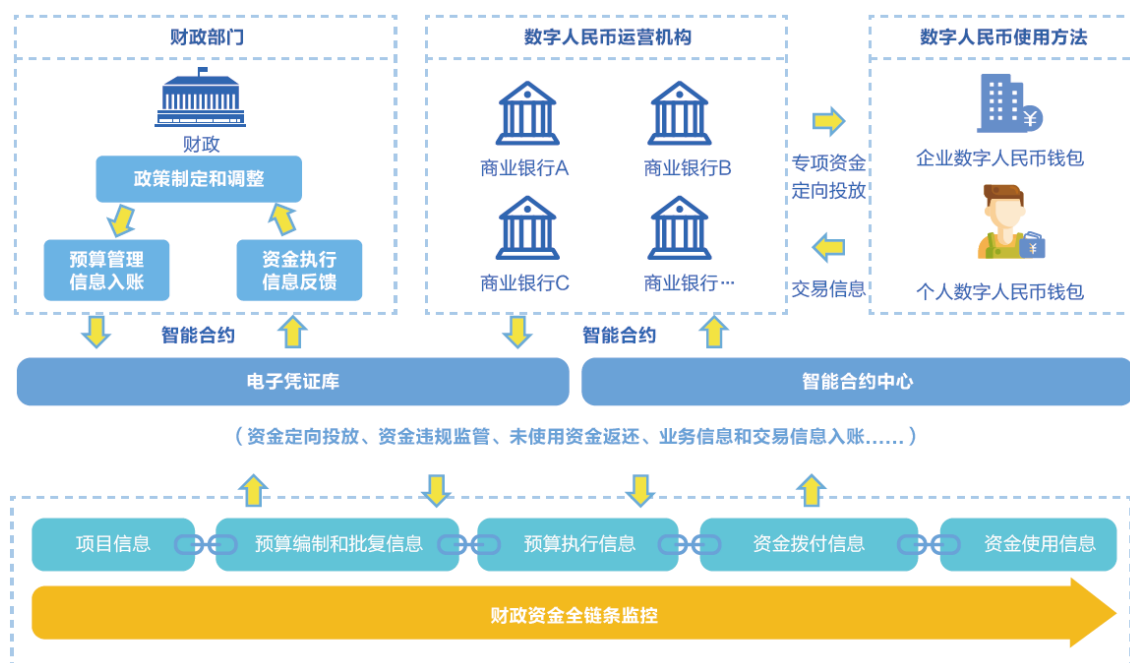 财政部门
财政
政策制定和调整
预算管理
信息入账
资金执行
信息反馈
数字人民币运营机构
商业银行A
商业银行B
商业银行C
商业银行…
专项资金
定向投放
交易信息
数字人民币使用方法
企业数字人民币钱包
个人数字人民币钱包
智能合约
智能合约
电子凭证库
智能合约中心
（资金定向投放、资金违规监管、未使用资金返还、业务信息和交易信息入账......）
项目信息
预算编制和批复信息
预算执行信息
资金拨付信息
资金使用信息
财政资金全链条监控